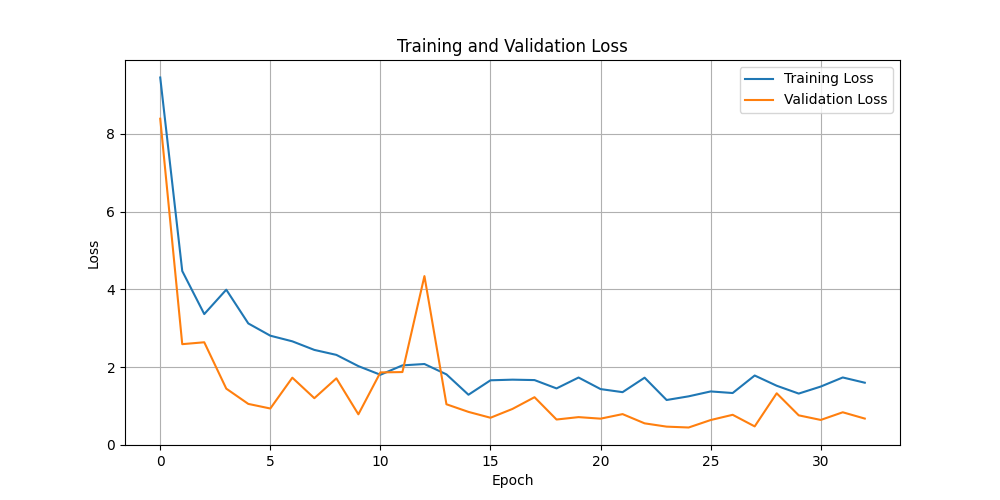 Training and Validation Loss
Training Loss
Validation Loss
Loss
8
6
4
2
0
0 5 10 15 20 25 30
Epoch